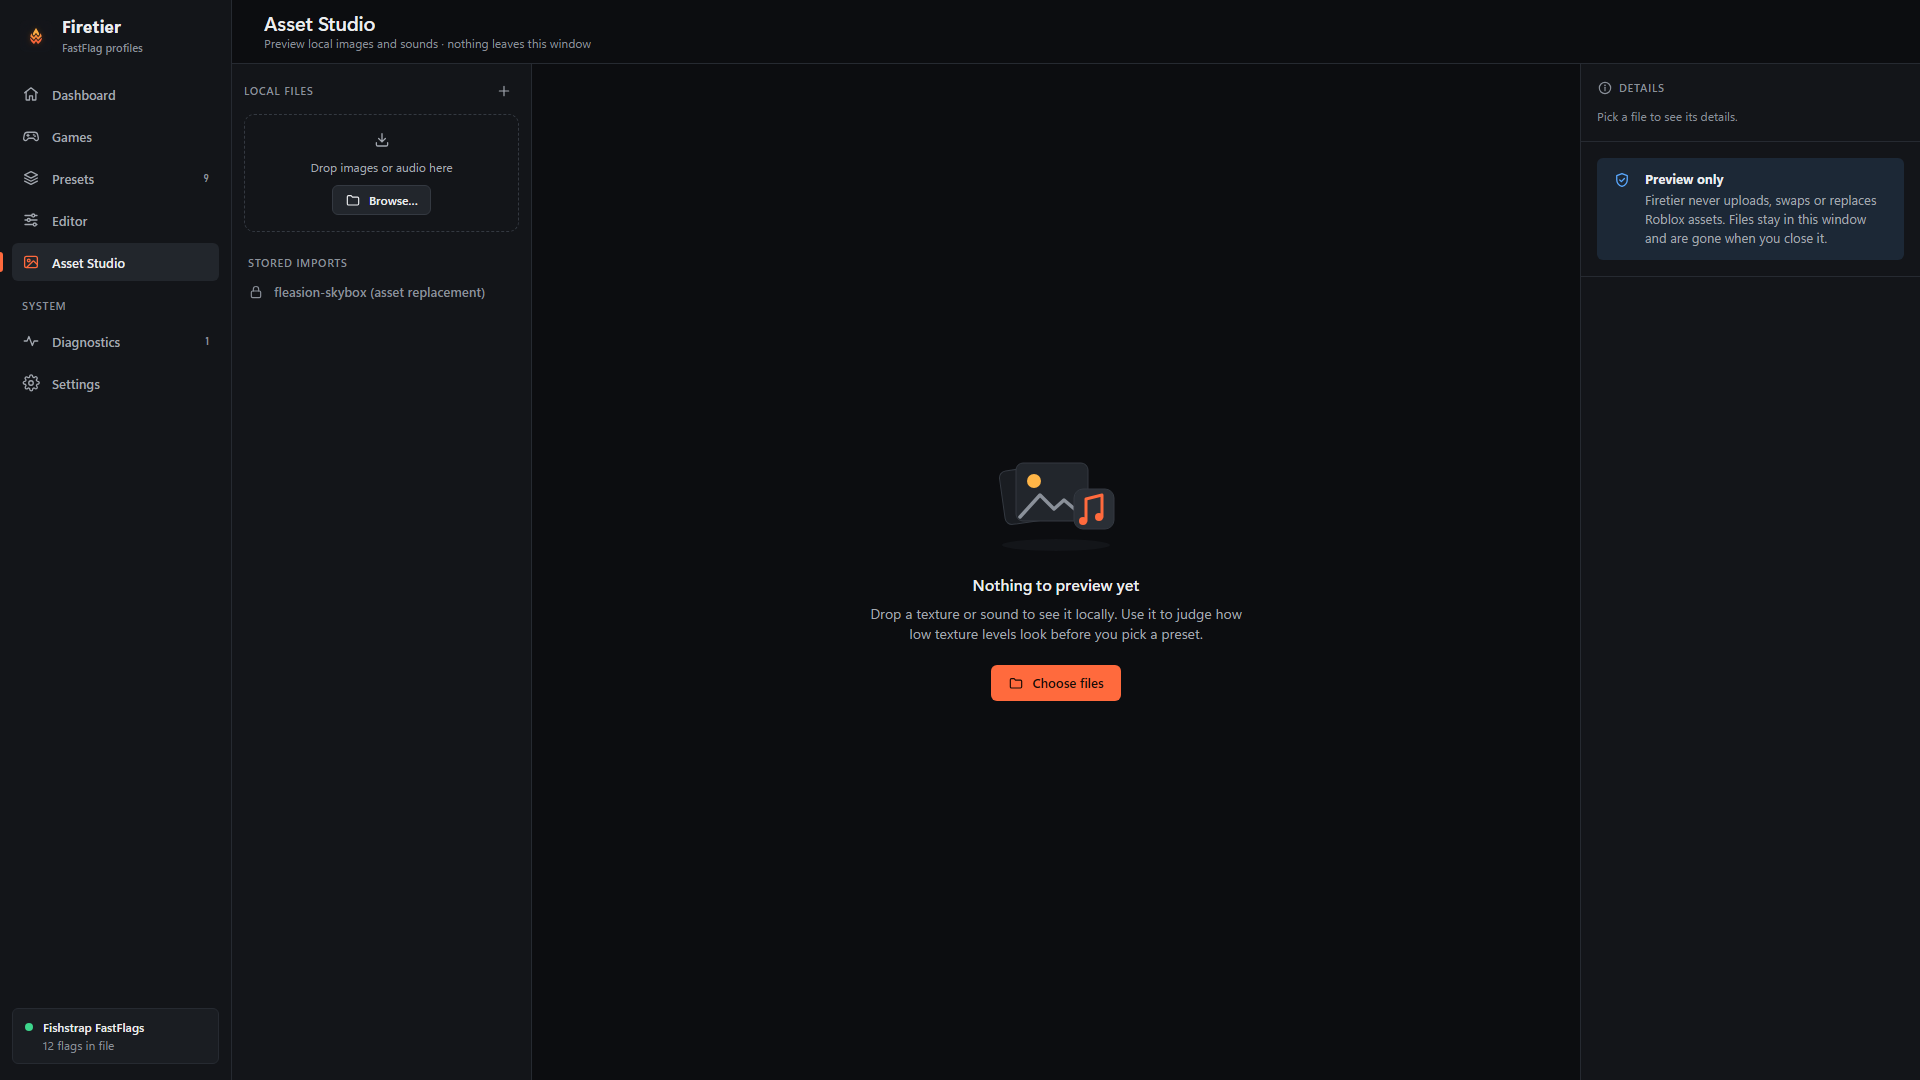 Firetier
FastFlag profiles
Dashboard
Games
Presets 9
Editor
Asset Studio
SYSTEM
Diagnostics 1
Settings
Fishstrap FastFlags
12 flags in file
Asset Studio
Preview local images and sounds · nothing leaves this window
LOCAL FILES
Drop images or audio here
Browse...
STORED IMPORTS
fleasion-skybox (asset replacement)
Nothing to preview yet
Drop a texture or sound to see it locally. Use it to judge how
low texture levels look before you pick a preset.
Choose files
DETAILS
Pick a file to see its details.
Preview only
Firetier never uploads, swaps or replaces
Roblox assets. Files stay in this window
and are gone when you close it.